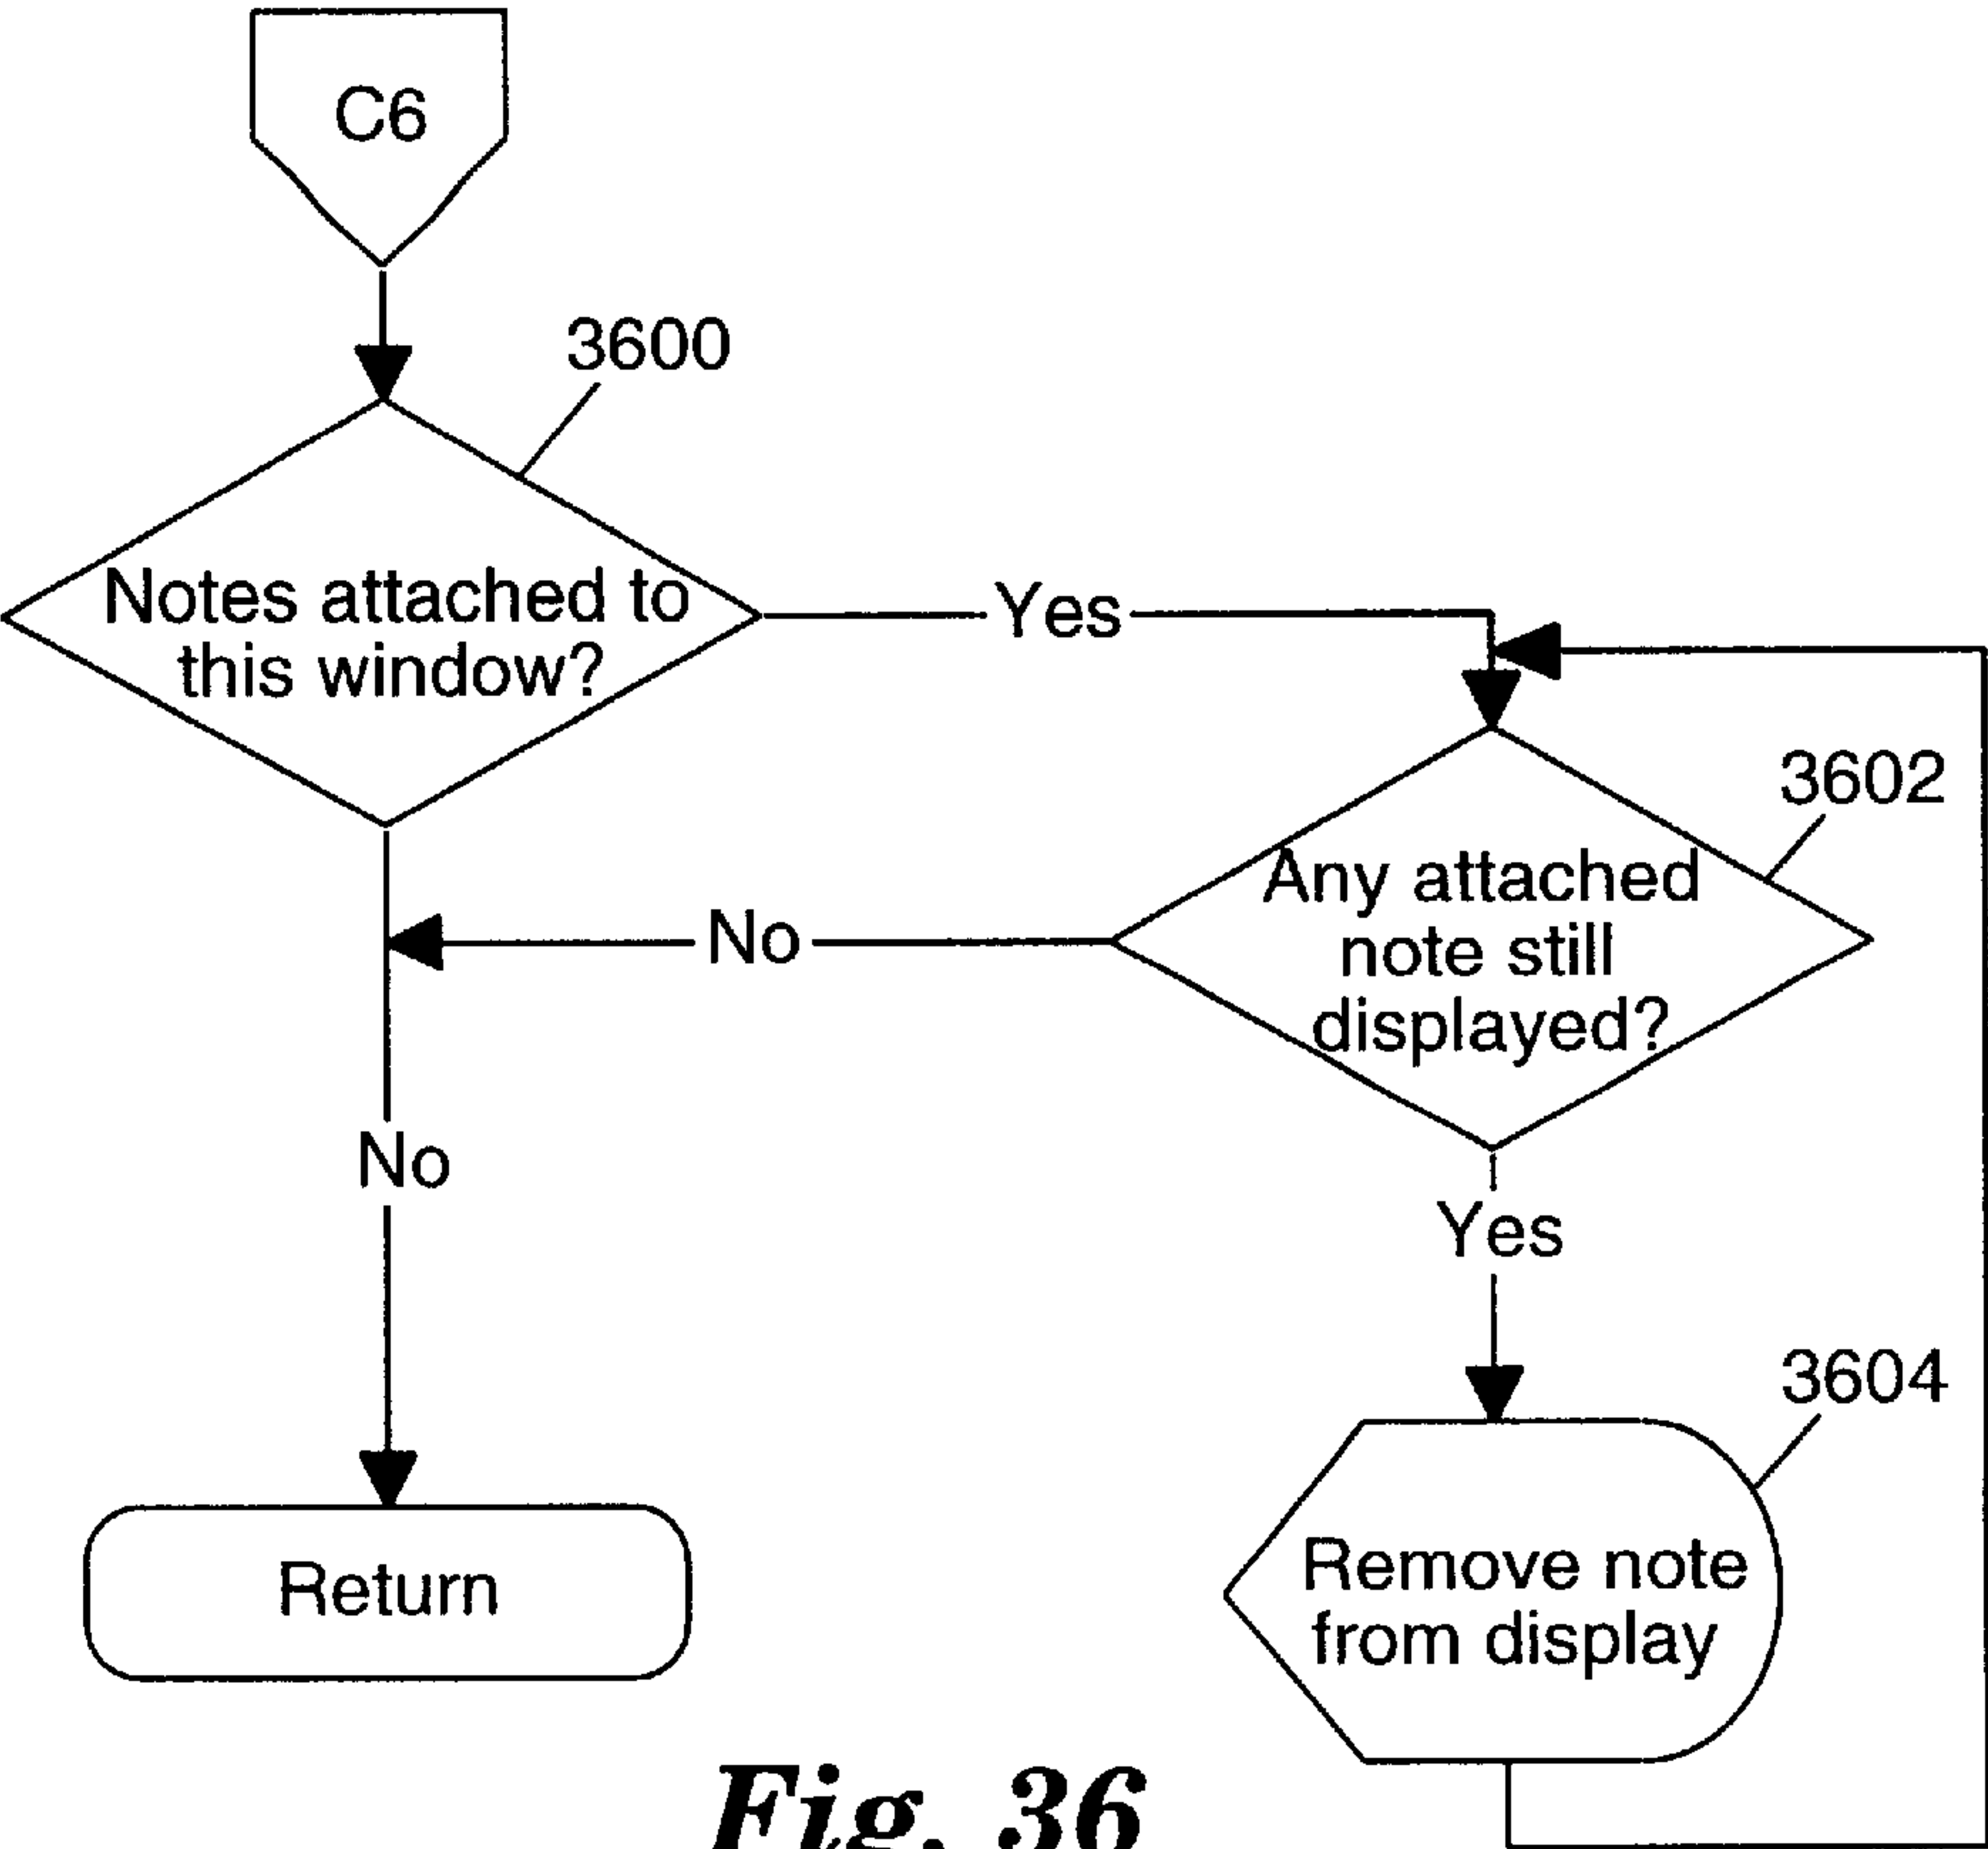 C6
3600
Notes attached to
this window?
Yes
3602
Any attached
note still
displayed?
No
No
Yes
3604
Remove note
from display
Return
Fig. 36